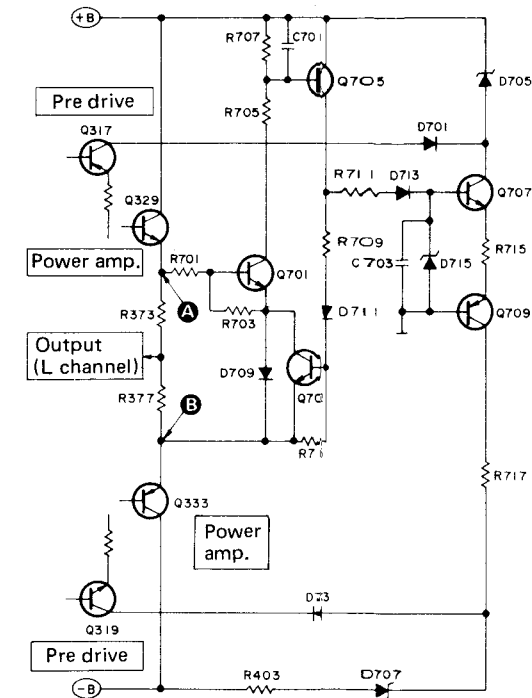 +B
R707
C701
Q705
D705
R705
Pre drive
Q317
D701
R711
D713
Q707
Q329
Power amp.
R701
Q701
R709
C703
D715
R715
R373
A
R703
D711
Q709
Output
(L channel)
D709
R377
B
R717
Q333
Power
amp.
Q319
Pre drive
-B
R403
D707